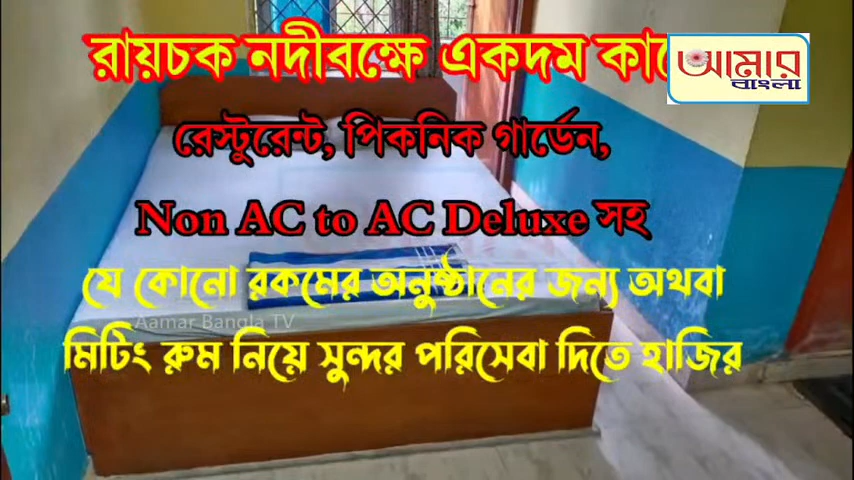 রায়চক নদীবক্ষে একদম
আমার
বাংলা
রেস্টুরেন্ট, পিকনিক গার্ডেন,
Non AC to AC Deluxe সহ
যে কোনো রকমের অনুষ্ঠানের জন্য অথবা
Aamar Bangla TV
মিটিং রুম নিয়ে সুন্দর পরিসেবা দিতে হাজির